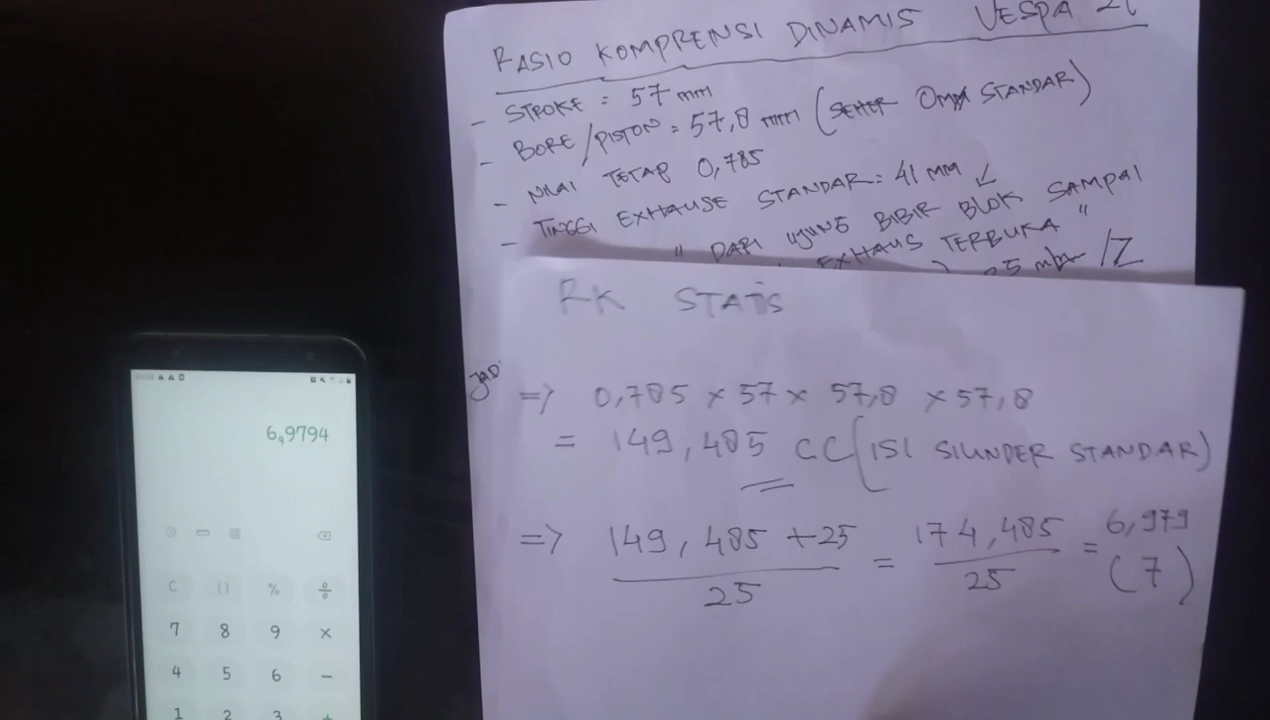 RASIO KOMPRENSI DINAMIS VESPA
- STROKE = 57 mm
- BORE/PISTON = 57,8 mm (SEHER STANDAR)
- NILAI TETAP 0,785
- TINGGI EXHAUSE STANDAR = 41 MM ↙
" DARI UJUNG BIBIR BLOK SAMPAI
EXHAUS TERBUKA "
RK STATIS
JADI => 0,785 x 57 x 57,8 x 57,8
= 149,485 CC (ISI SILINDER STANDAR)
=> 149,485 + 25 / 25 = 174,485 / 25 = 6,979 (7)
6,9794
C () % ÷
7 8 9 ×
4 5 6 −
1 2 3 +